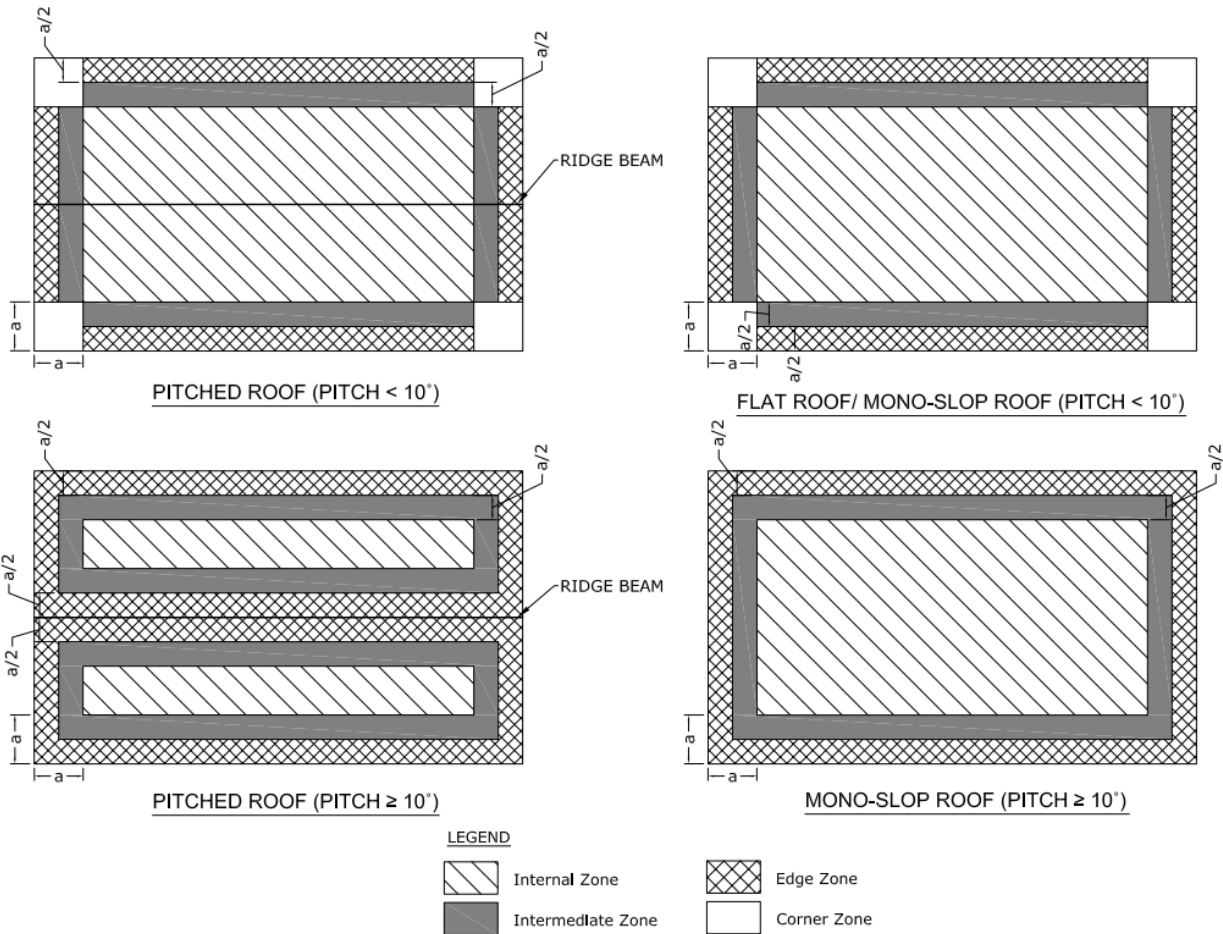 a/2
a/2
RIDGE BEAM
a
a
PITCHED ROOF (PITCH < 10˚)
a
a
a/2
a/2
FLAT ROOF/ MONO-SLOP ROOF (PITCH < 10˚)
a/2
a/2
a/2
a/2
RIDGE BEAM
a
a
PITCHED ROOF (PITCH ≥ 10˚)
a/2
a/2
a
a
MONO-SLOP ROOF (PITCH ≥ 10˚)
LEGEND
Internal Zone
Edge Zone
Intermediate Zone
Corner Zone